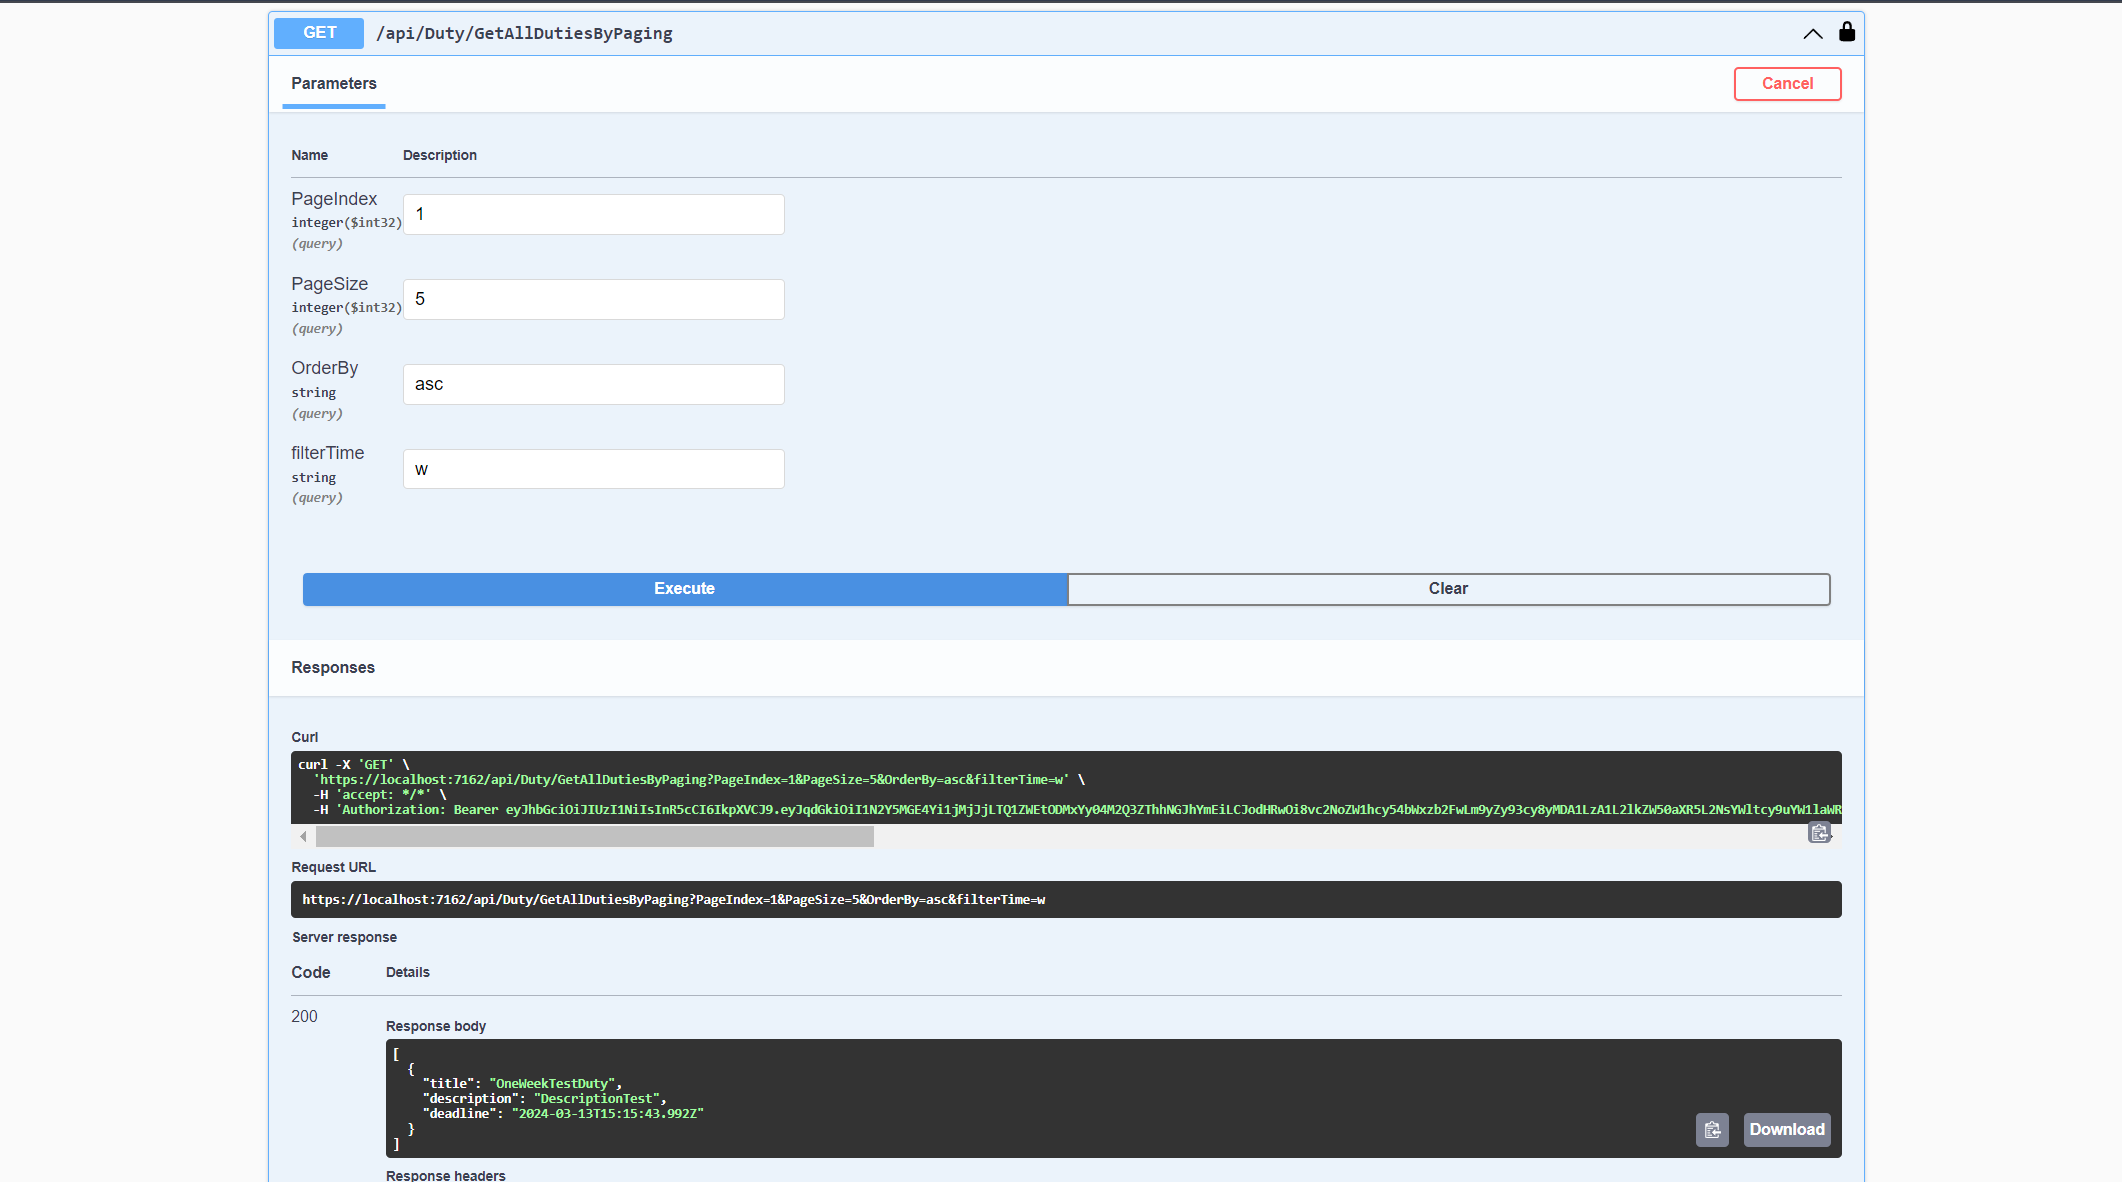 GET /api/Duty/GetAllDutiesByPaging
Parameters
Cancel
Name Description
PageIndex
integer($int32)
(query)
1
PageSize
integer($int32)
(query)
5
OrderBy
string
(query)
asc
filterTime
string
(query)
w
Execute
Clear
Responses
Curl
curl -X 'GET' \
'https://localhost:7162/api/Duty/GetAllDutiesByPaging?PageIndex=1&PageSize=5&OrderBy=asc&filterTime=w' \
-H 'accept: */*' \
-H 'Authorization: Bearer eyJhbGciOiJIUzI1NiIsInR5cCI6IkpXVCJ9.eyJqdGkiOiI1N2Y5MGE4Yi1jMjJjLTQ1ZWEtODMxYy04M2Q3ZThhNGJhYmEiLCJodHRwOi8vc2NoZW1hcy54bWxzb2FwLm9yZy93cy8yMDA1LzA1L2lkZW50aXR5L2NsYWltcy9uYW1laWR
Request URL
https://localhost:7162/api/Duty/GetAllDutiesByPaging?PageIndex=1&PageSize=5&OrderBy=asc&filterTime=w
Server response
Code Details
200
Response body
[
{
"title": "OneWeekTestDuty",
"description": "DescriptionTest",
"deadline": "2024-03-13T15:15:43.992Z"
}
]
Download
Response headers